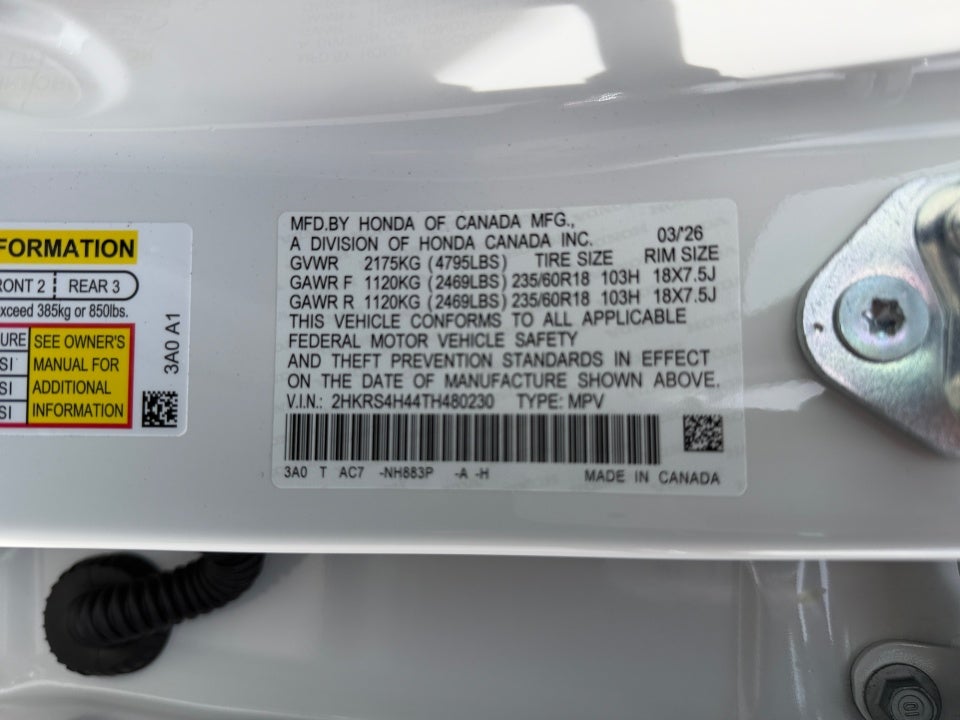 FORMATION
RONT 2 REAR 3
xceed 385kg or 850lbs.
URE SEE OWNER'S
SI MANUAL FOR
SI ADDITIONAL
SI INFORMATION
3A0 A1
MFD.BY HONDA OF CANADA MFG.,
A DIVISION OF HONDA CANADA INC. 03/'26
GVWR 2175KG (4795LBS) TIRE SIZE RIM SIZE
GAWR F 1120KG (2469LBS) 235/60R18 103H 18X7.5J
GAWR R 1120KG (2469LBS) 235/60R18 103H 18X7.5J
THIS VEHICLE CONFORMS TO ALL APPLICABLE
FEDERAL MOTOR VEHICLE SAFETY
AND THEFT PREVENTION STANDARDS IN EFFECT
ON THE DATE OF MANUFACTURE SHOWN ABOVE.
V.I.N.: 2HKRS4H44TH480230 TYPE: MPV
3A0 T AC7 -NH883P -A -H MADE IN CANADA